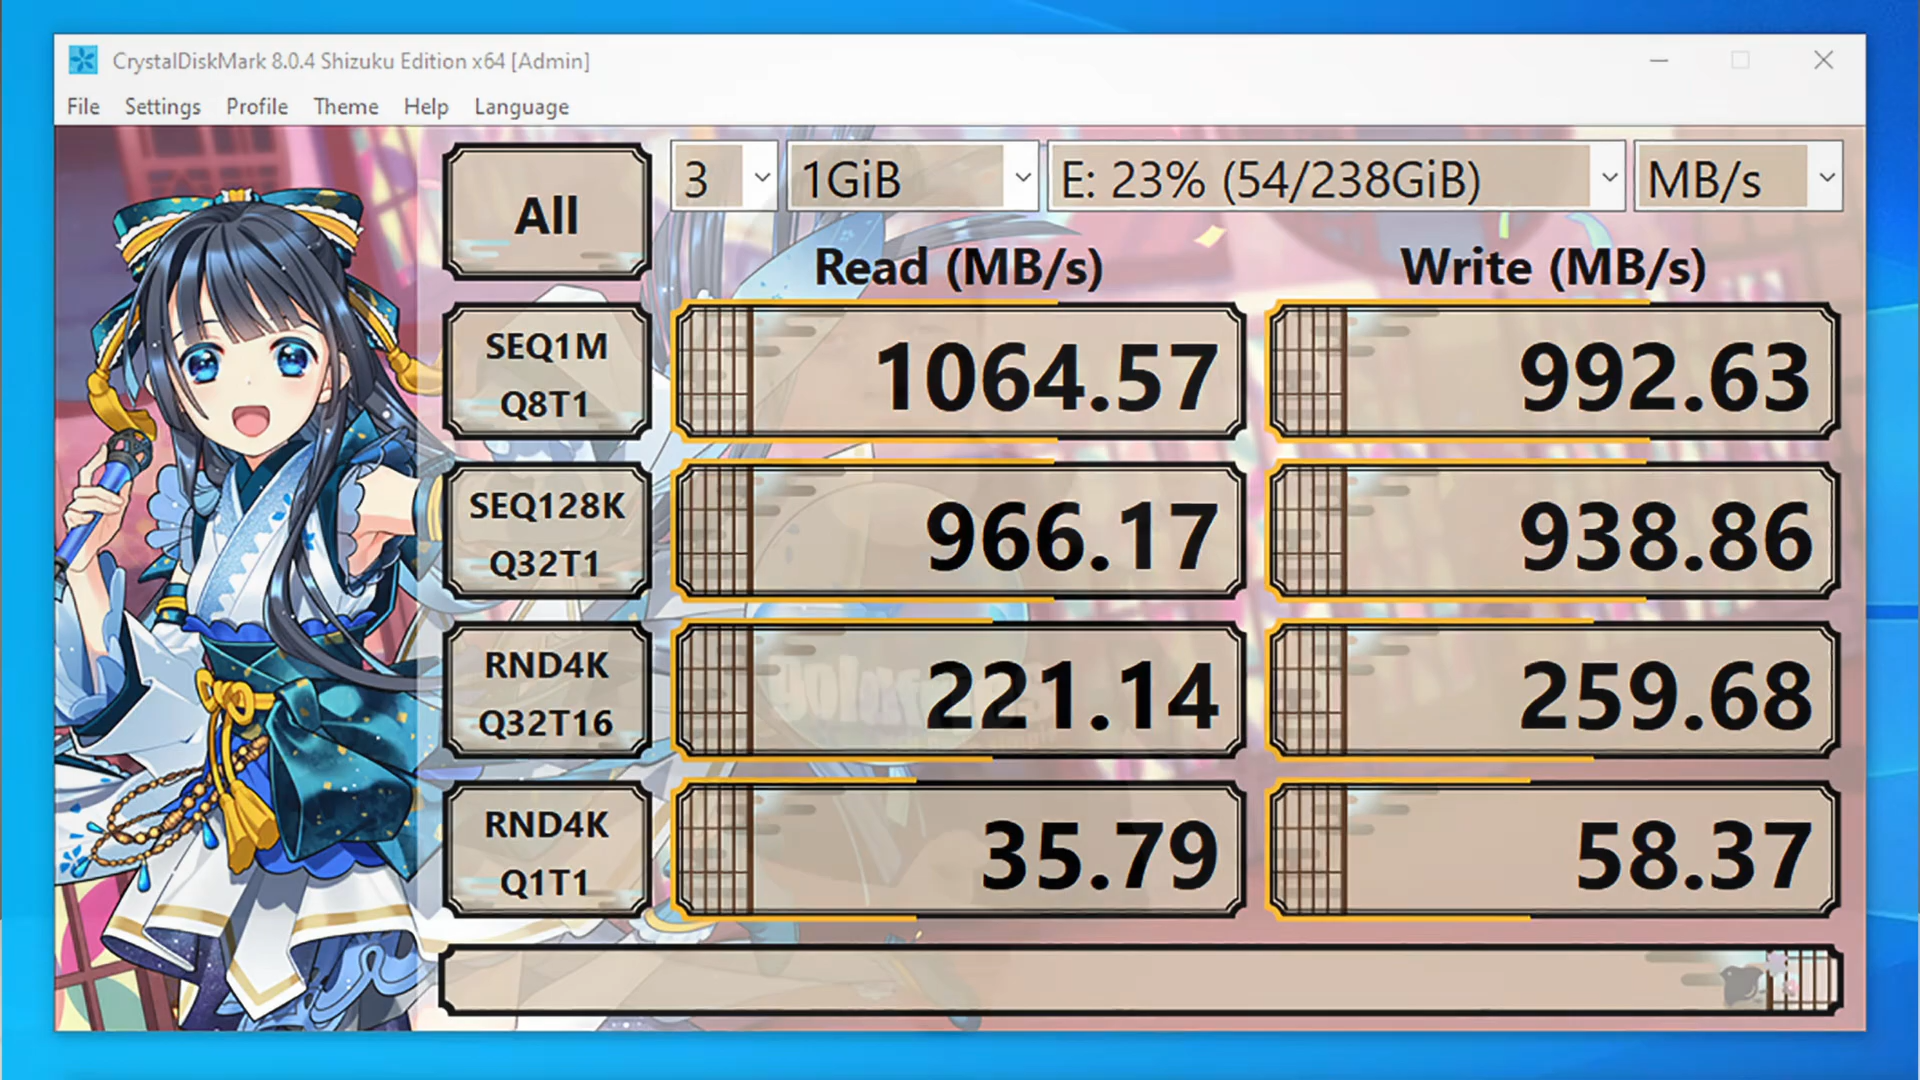 CrystalDiskMark 8.0.4 Shizuku Edition x64 [Admin]
File Settings Profile Theme Help Language
All 3 1GiB E: 23% (54/238GiB) MB/s
Read (MB/s) Write (MB/s)
SEQ1M
Q8T1
1064.57 992.63
SEQ128K
Q32T1
966.17 938.86
RND4K
Q32T16
221.14 259.68
RND4K
Q1T1
35.79 58.37